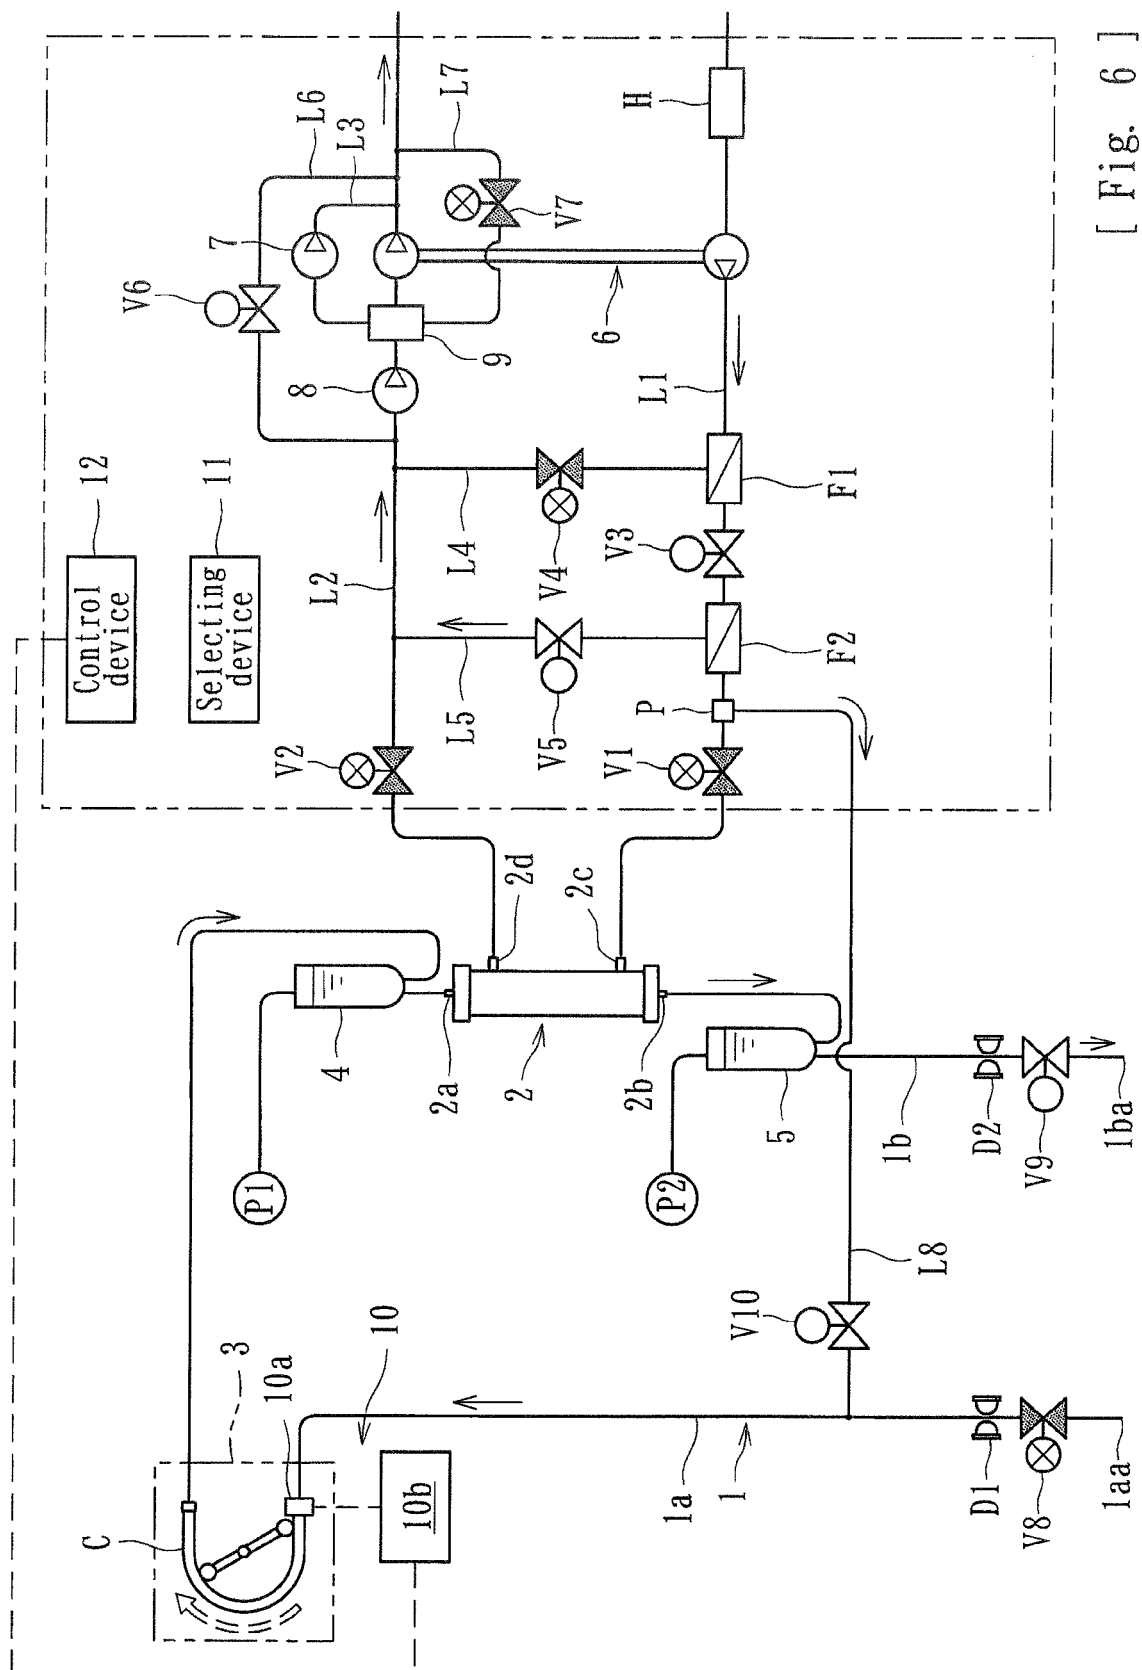 [ Fig. 6 ]
12
Control
device
11
Selecting
device
V6
L6
L3
L7
7
V7
H
8
9
6
L1
L2
L4
V4
V3
F1
L5
V5
P
F2
V2
V1
2d
2c
4
2a
2
2b
5
P1
P2
1b
D2
V9
1ba
L8
V10
3
10a
10
10b
C
1a
1
D1
V8
1aa